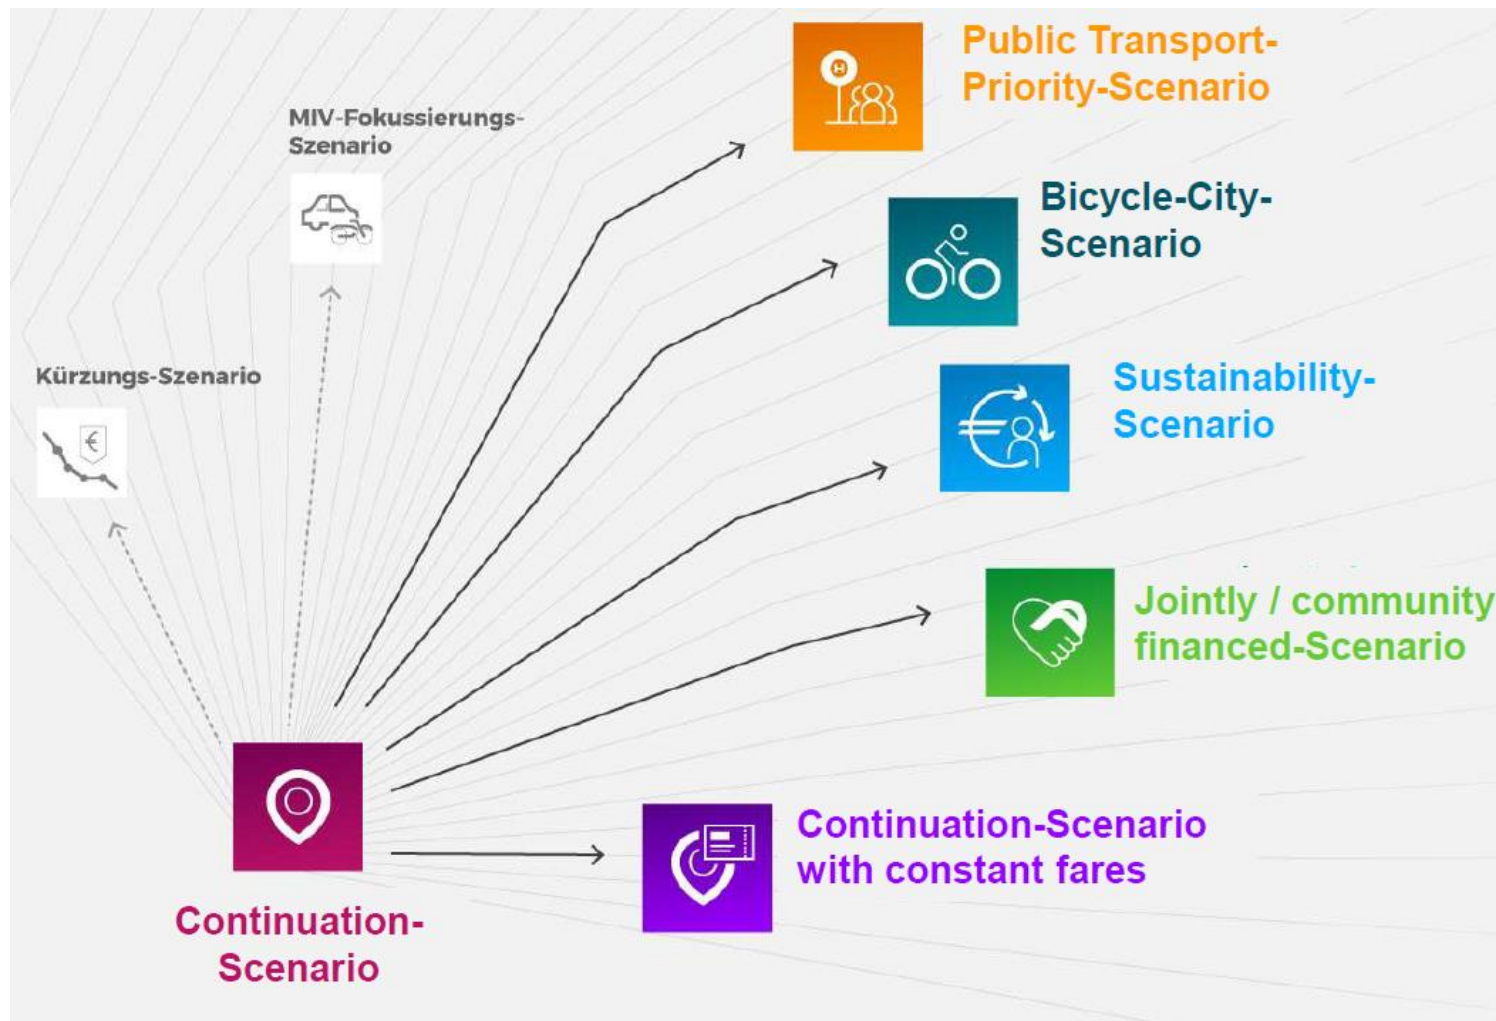 Public Transport-
Priority-Scenario
MIV-Fokussierungs-
Szenario
Bicycle-City-
Scenario
Kürzungs-Szenario
€
Sustainability-
Scenario
Jointly / community
financed-Scenario
Continuation-Scenario
with constant fares
Continuation-
Scenario
H